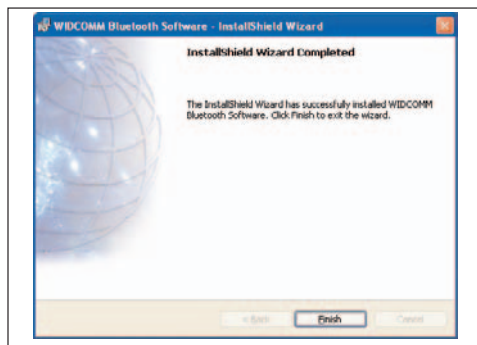 WIDCOMM Bluetooth Software - InstallShield Wizard
InstallShield Wizard Completed
The InstallShield Wizard has successfully installed WIDCOMM
Bluetooth Software. Click Finish to exit the wizard.
< Back Finish Cancel